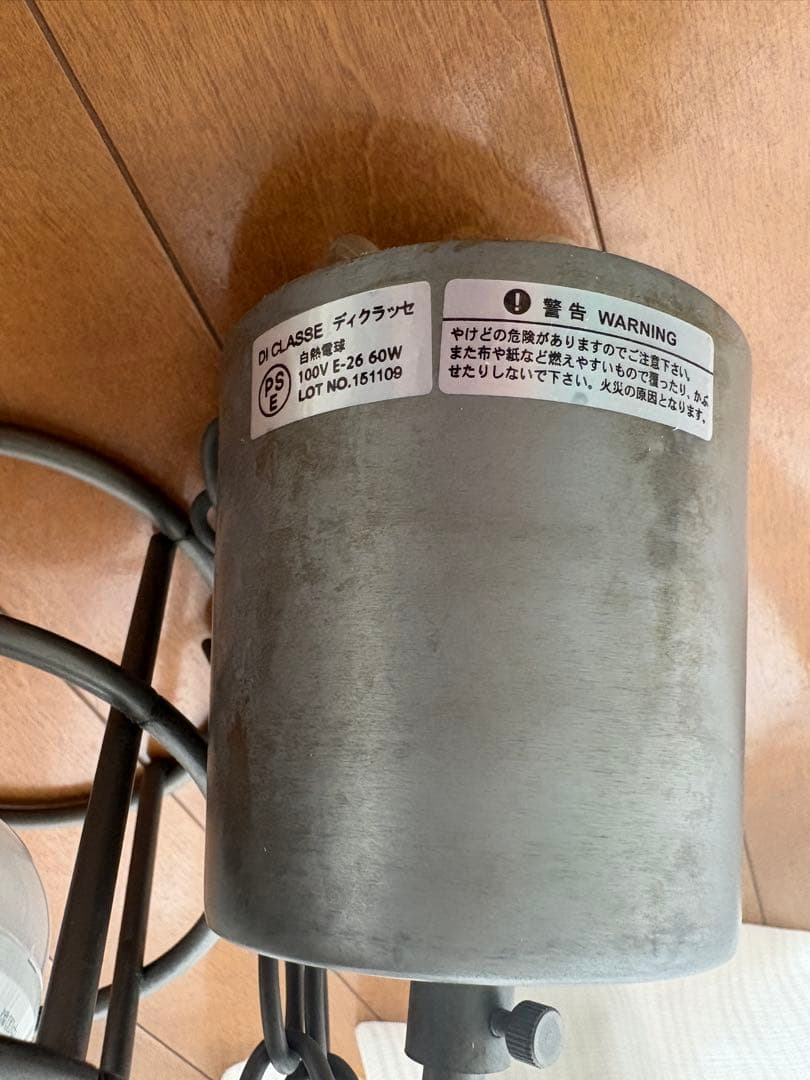 DI CLASSE ディクラッセ
白熱電球
100V E-26 60W
LOT NO.151109
PSE
! 警告 WARNING
やけどの危険がありますのでご注意下さい。
また布や紙など燃えやすいもので覆ったり、かぶ
せたりしないで下さい。火災の原因となります。